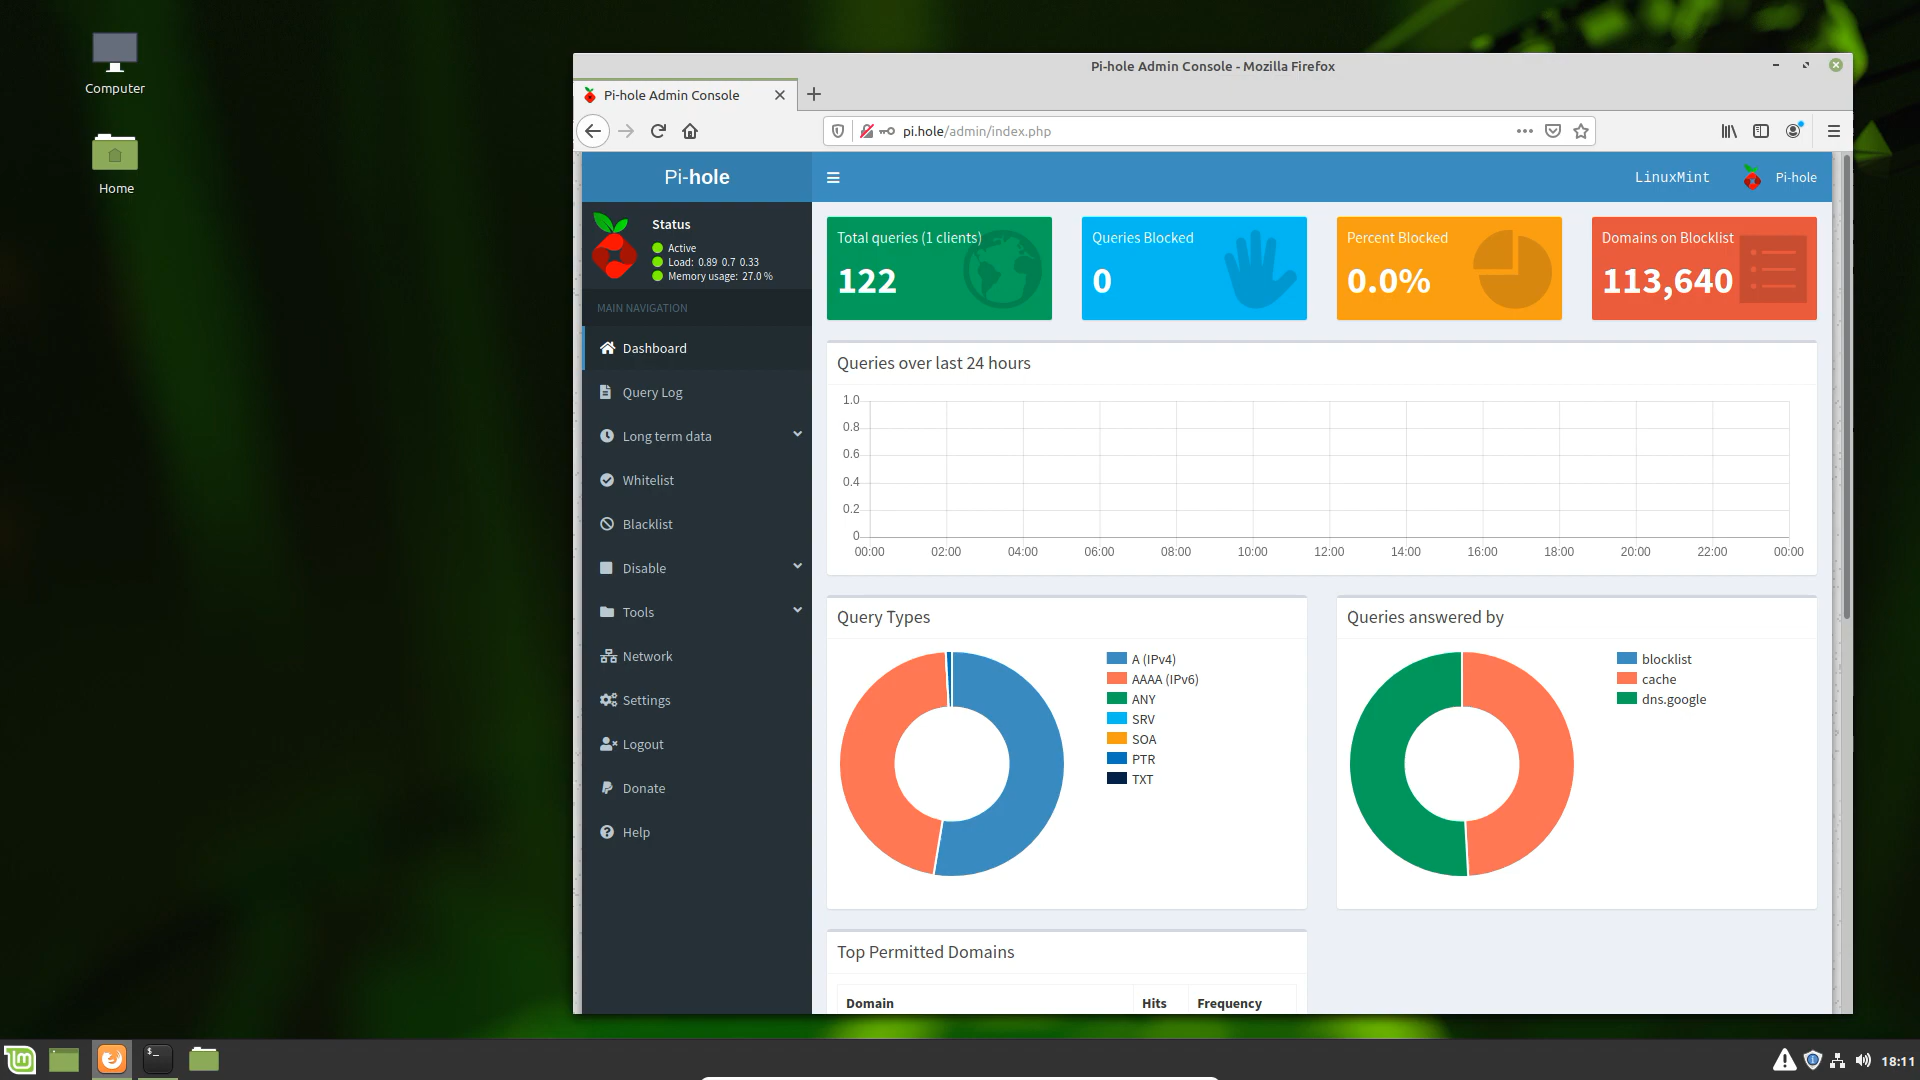 Computer
Home
Pi-hole Admin Console - Mozilla Firefox
Pi-hole Admin Console
pi.hole/admin/index.php
Pi-hole
LinuxMint
Pi-hole
Status
Active
Load: 0.89 0.7 0.33
Memory usage: 27.0 %
MAIN NAVIGATION
Dashboard
Query Log
Long term data
Whitelist
Blacklist
Disable
Tools
Network
Settings
Logout
Donate
Help
Total queries (1 clients)
122
Queries Blocked
0
Percent Blocked
0.0%
Domains on Blocklist
113,640
Queries over last 24 hours
1.0
0.8
0.6
0.4
0.2
0
00:00 02:00 04:00 06:00 08:00 10:00 12:00 14:00 16:00 18:00 20:00 22:00 00:00
Query Types
A (IPv4)
AAAA (IPv6)
ANY
SRV
SOA
PTR
TXT
Queries answered by
blocklist
cache
dns.google
Top Permitted Domains
Domain Hits Frequency
18:11